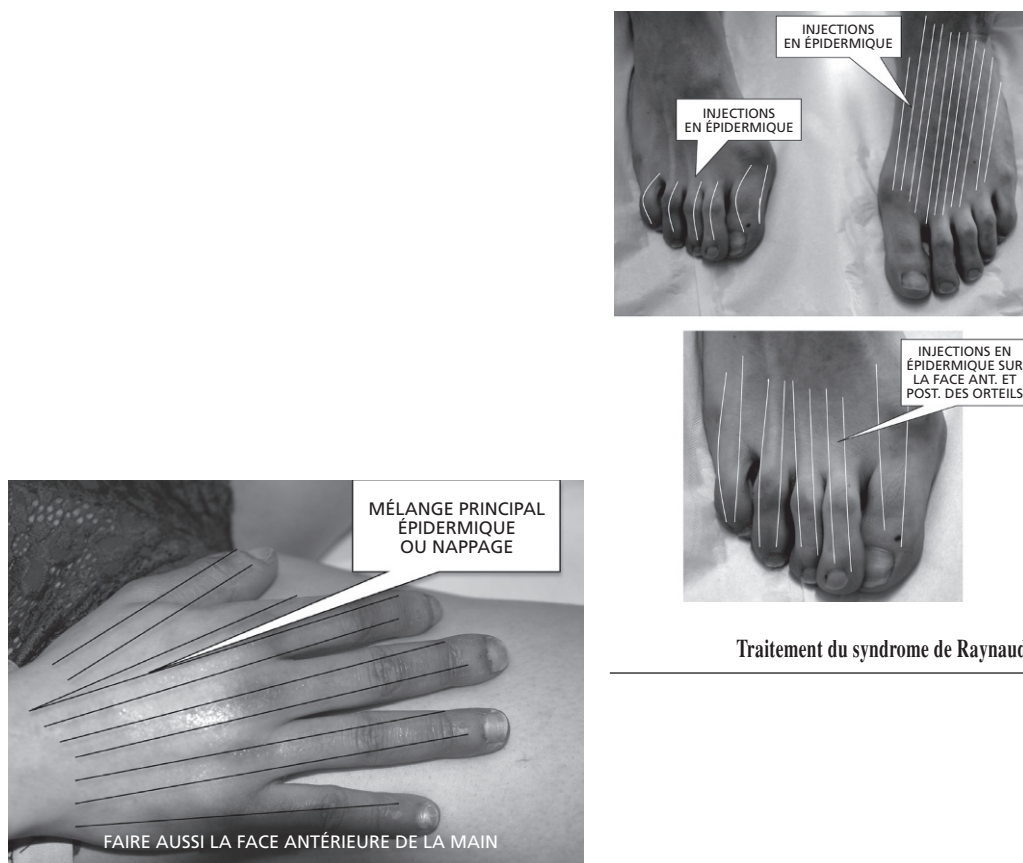 INJECTIONS
EN ÉPIDERMIQUE
INJECTIONS
EN ÉPIDERMIQUE
INJECTIONS EN
ÉPIDERMIQUE SUR
LA FACE ANT. ET
POST. DES ORTEILS
Traitement du syndrome de Raynaud
MÉLANGE PRINCIPAL
ÉPIDERMIQUE
OU NAPPAGE
FAIRE AUSSI LA FACE ANTÉRIEURE DE LA MAIN